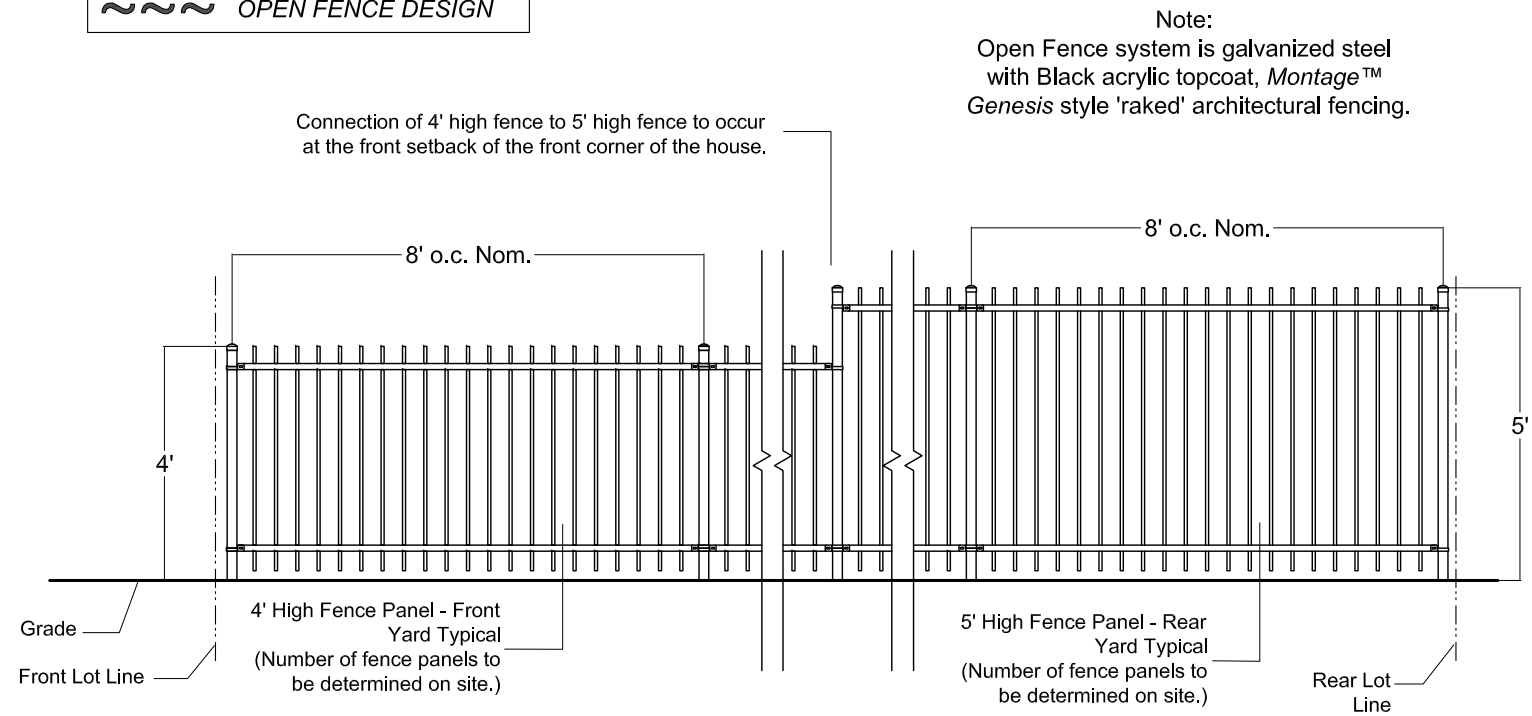 OPEN FENCE DESIGN
Note:
Open Fence system is galvanized steel
with Black acrylic topcoat, Montage™
Genesis style 'raked' architectural fencing.
Connection of 4' high fence to 5' high fence to occur
at the front setback of the front corner of the house.
8' o.c. Nom.
8' o.c. Nom.
4'
5'
Grade
Front Lot Line
4' High Fence Panel - Front
Yard Typical
(Number of fence panels to
be determined on site.)
5' High Fence Panel - Rear
Yard Typical
(Number of fence panels to
be determined on site.)
Rear Lot
Line